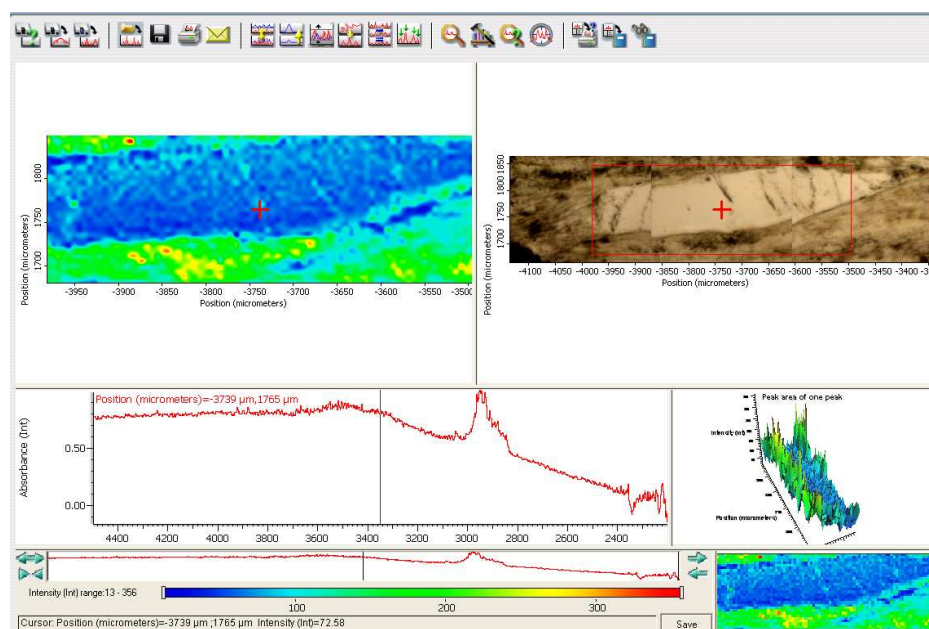 1800
1750
1700
Position (micrometers)
-3950 -3900 -3850 -3800 -3750 -3700 -3650 -3600 -3550 -3500
Position (micrometers)
1850
1800
1750
1700
Position (micrometers)
-4100 -4050 -4000 -3950 -3900 -3850 -3800 -3750 -3700 -3650 -3600 -3550 -3500 -3450 -3400
Position (micrometers)
Position (micrometers)=-3739 µm,1765 µm
Absorbance (Int)
0.50
0.00
4400 4200 4000 3800 3600 3400 3200 3000 2800 2600 2400
Peak area of one peak
Intensity (Int)
Position (micrometers)
Intensity (Int) range:13 - 356
100 200 300
Cursor: Position (micrometers)=-3739 µm ;1765 µm Intensity (Int)=72.58
Save